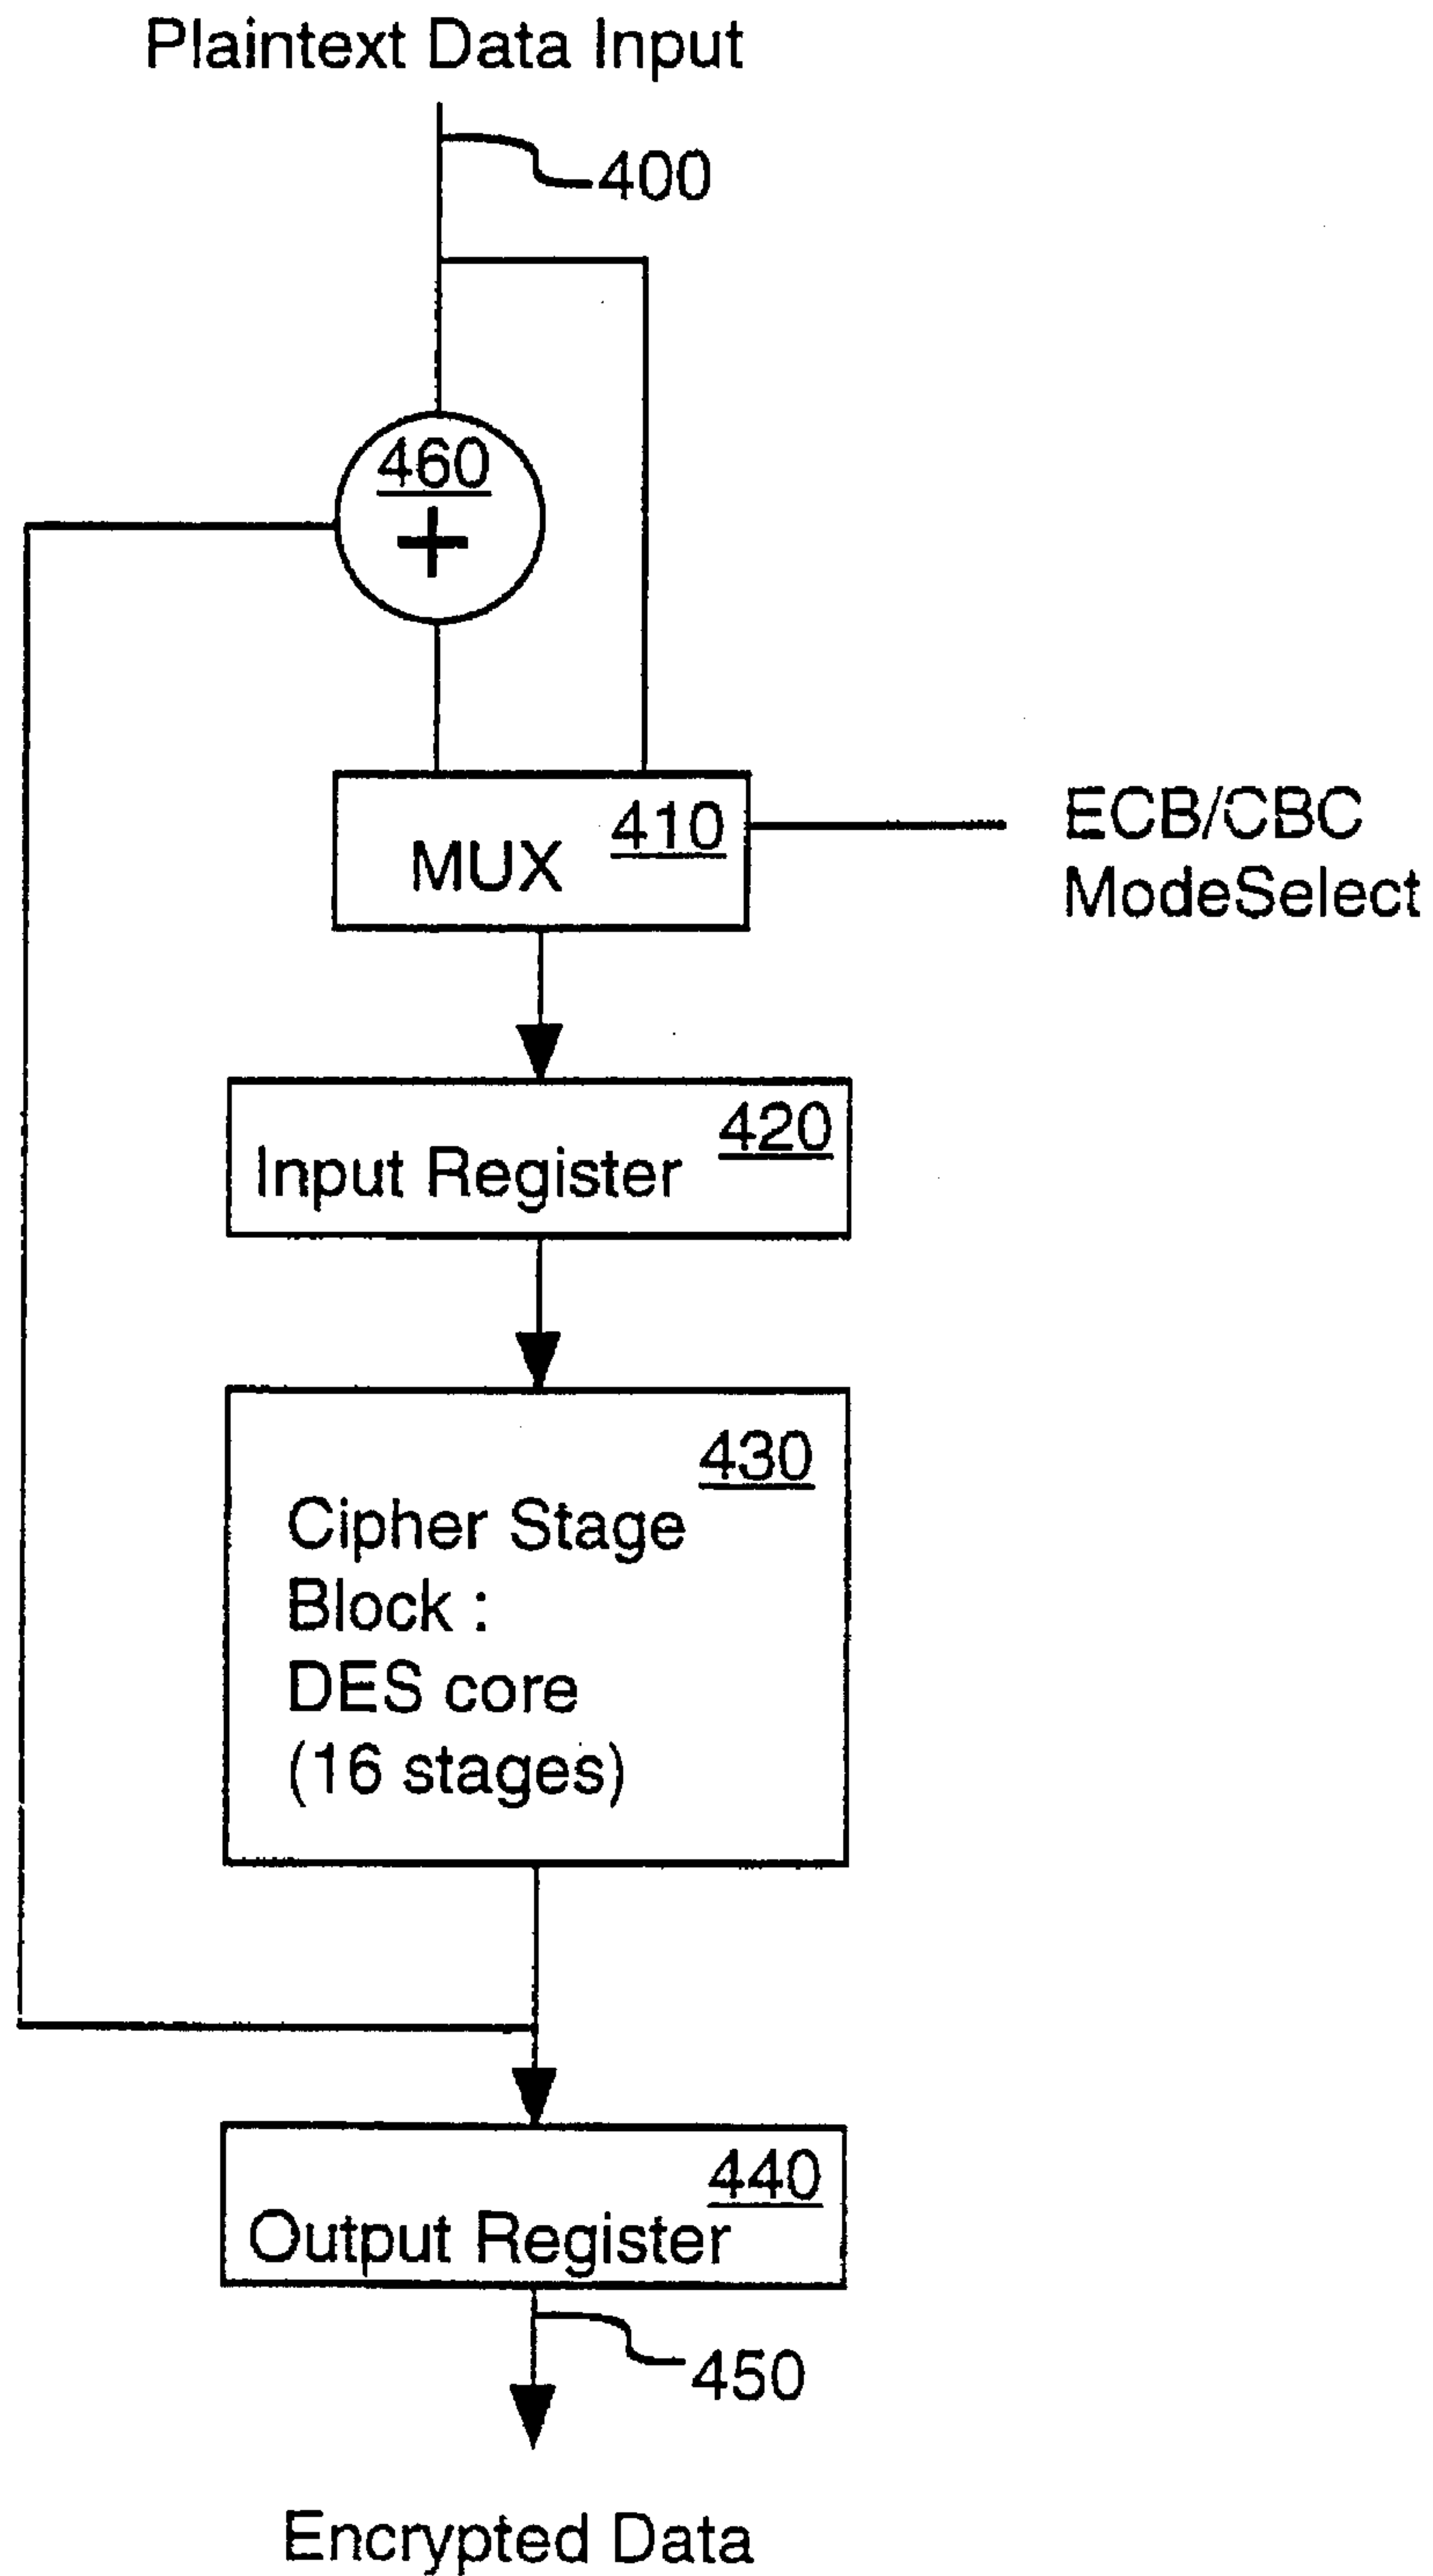 Plaintext Data Input
400
460
+
410
MUX
ECB/CBC
ModeSelect
420
Input Register
430
Cipher Stage
Block :
DES core
(16 stages)
440
Output Register
450
Encrypted Data